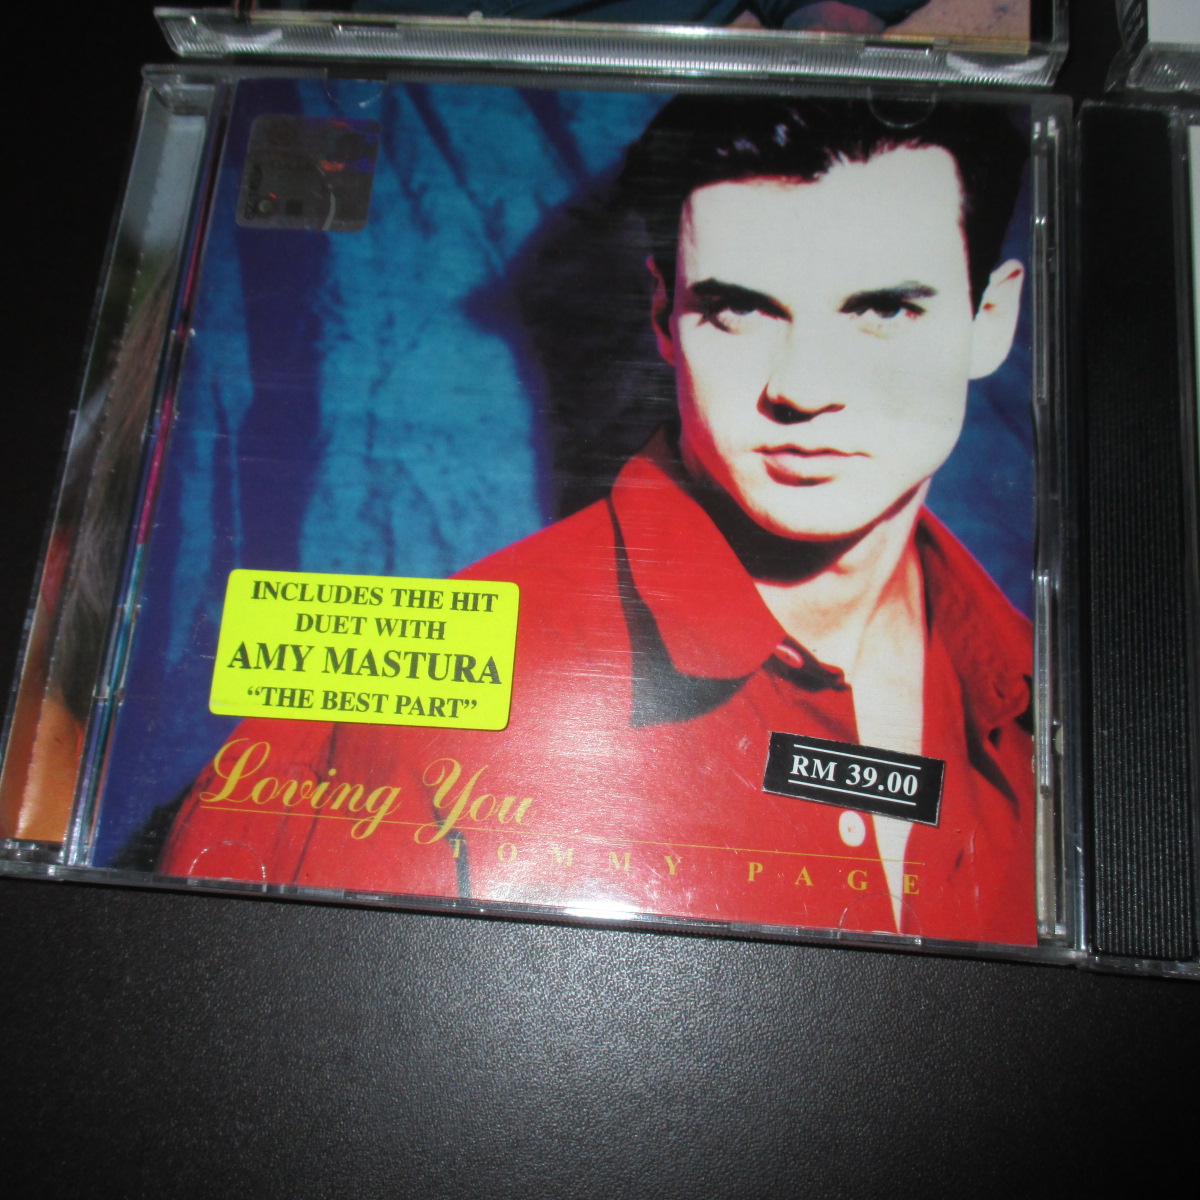 INCLUDES THE HIT
DUET WITH
AMY MASTURA
“THE BEST PART”
RM 39.00
Loving You
TOMMY PAGE